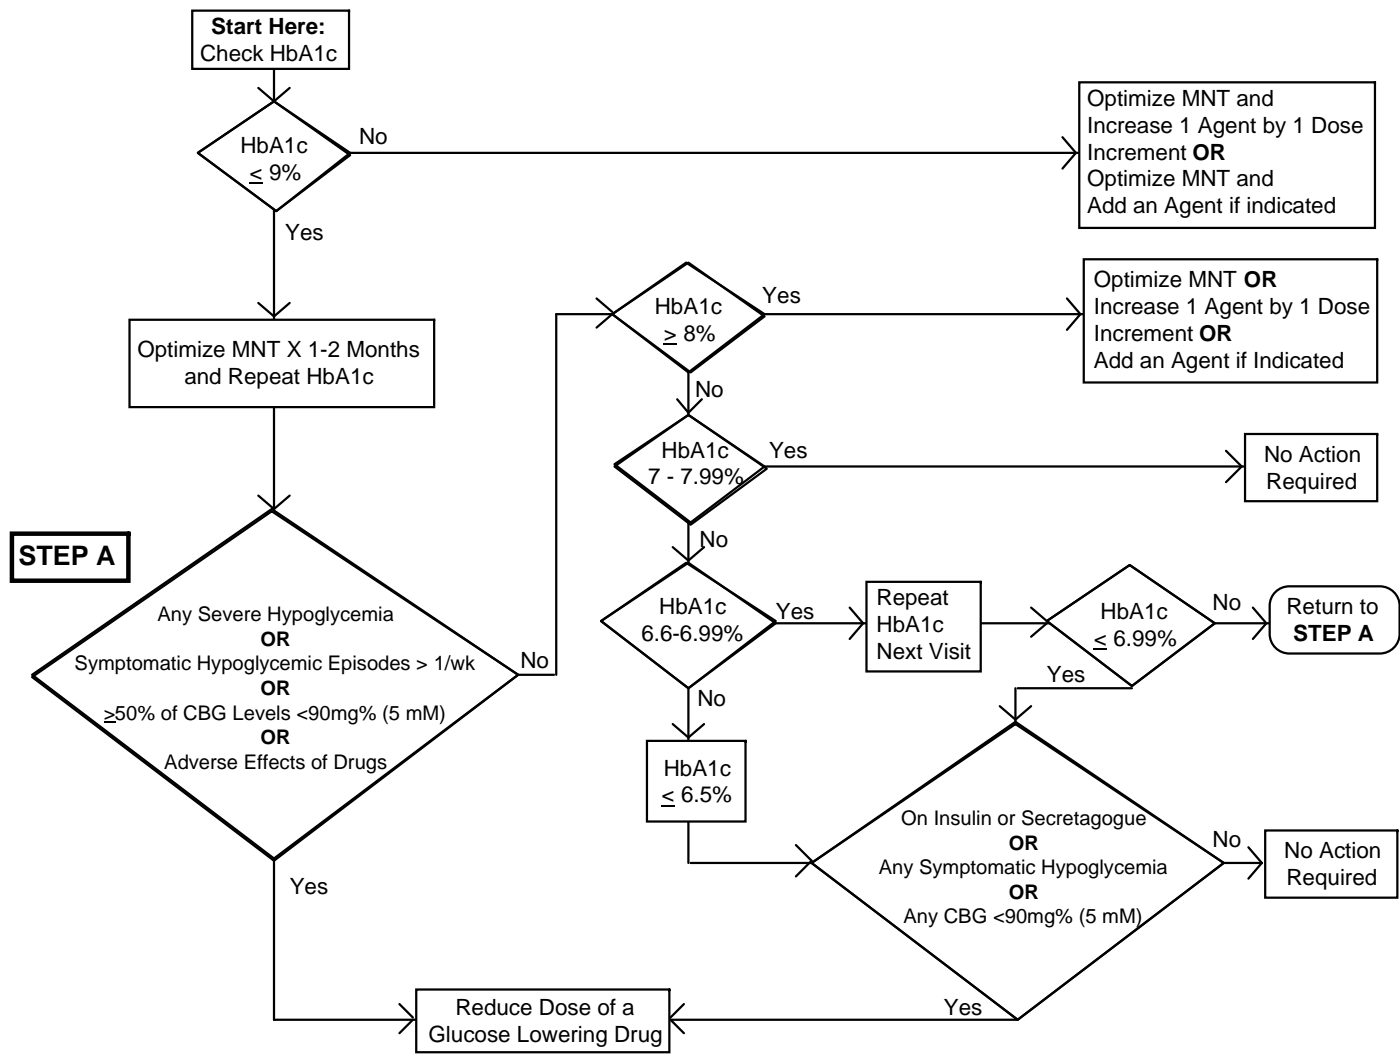 Start Here:
Check HbA1c
HbA1c
≤ 9%
No
Optimize MNT and
Increase 1 Agent by 1 Dose
Increment OR
Optimize MNT and
Add an Agent if indicated
Yes
Optimize MNT X 1-2 Months
and Repeat HbA1c
STEP A
Any Severe Hypoglycemia
OR
Symptomatic Hypoglycemic Episodes > 1/wk
OR
≥50% of CBG Levels <90mg% (5 mM)
OR
Adverse Effects of Drugs
No
Yes
HbA1c
≥ 8%
Yes
Optimize MNT OR
Increase 1 Agent by 1 Dose
Increment OR
Add an Agent if Indicated
No
HbA1c
7 - 7.99%
Yes
No Action
Required
No
HbA1c
6.6-6.99%
Yes
Repeat
HbA1c
Next Visit
HbA1c
≤ 6.99%
No
Return to
STEP A
Yes
No
HbA1c
≤ 6.5%
On Insulin or Secretagogue
OR
Any Symptomatic Hypoglycemia
OR
Any CBG <90mg% (5 mM)
No
No Action
Required
Yes
Reduce Dose of a
Glucose Lowering Drug